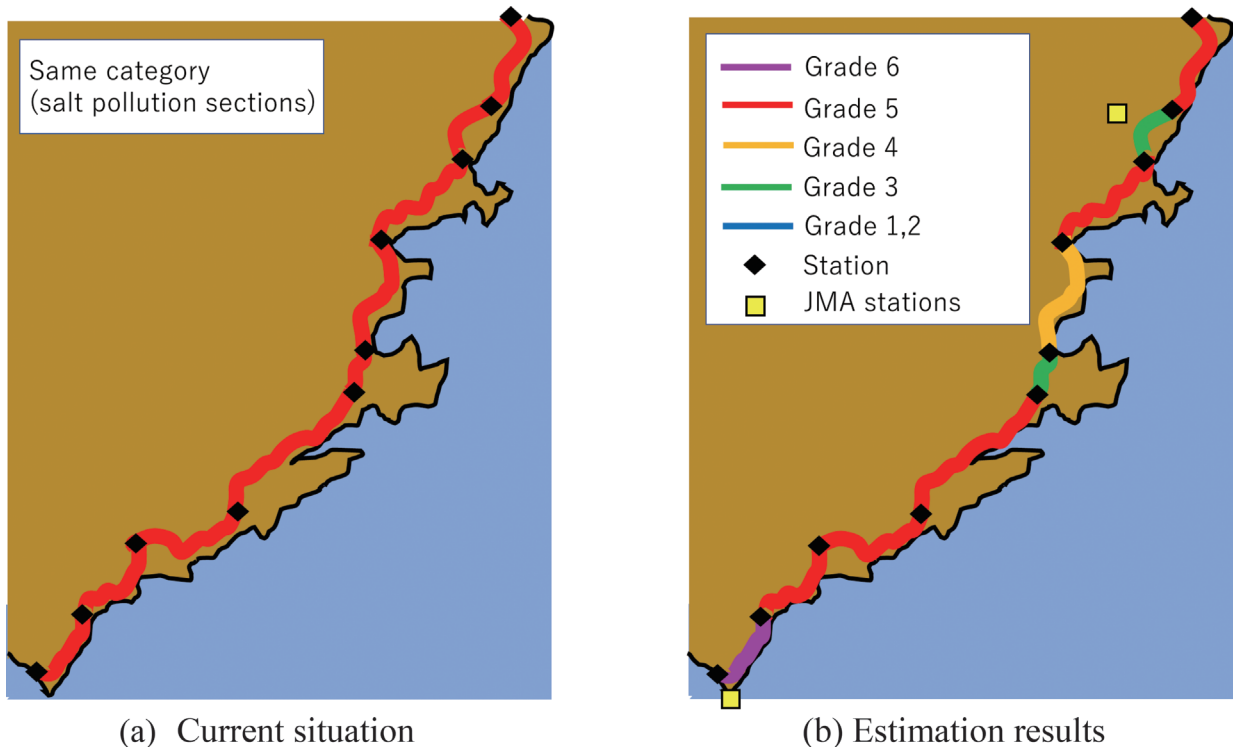 Same category
(salt pollution sections)
Grade 6
Grade 5
Grade 4
Grade 3
Grade 1,2
Station
JMA stations
(a) Current situation
(b) Estimation results